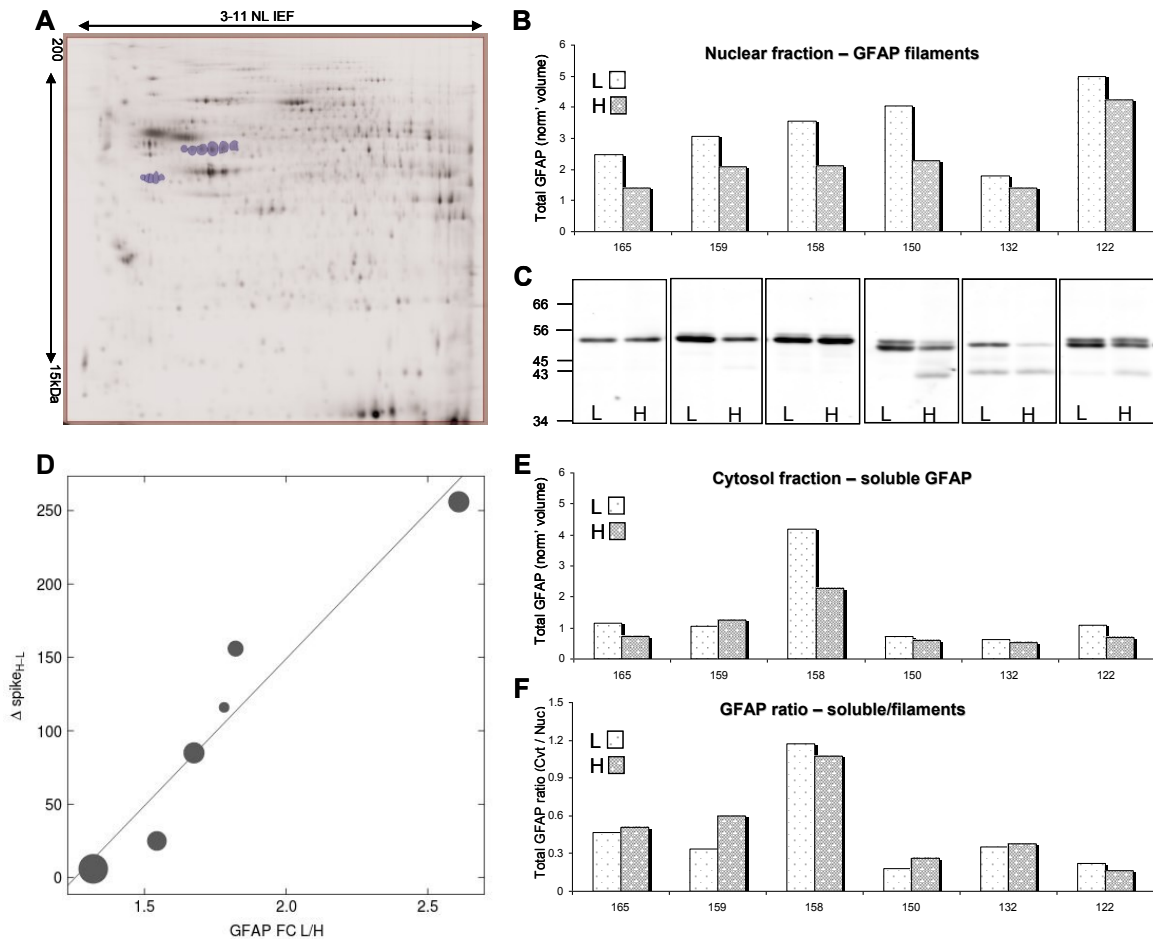 A
3-11 NL IEF
200
15kDa
B
Nuclear fraction – GFAP filaments
Total GFAP (norm' volume)
6
5
4
3
2
1
0
L
H
165 159 158 150 132 122
C
66
56
45
43
34
L H L H L H L H L H L H
D
Δ spikeH–L
250
200
150
100
50
0
1.5 2.0 2.5
GFAP FC L/H
E
Cytosol fraction – soluble GFAP
Total GFAP (norm' volume)
6
5
4
3
2
1
0
L
H
165 159 158 150 132 122
F
GFAP ratio – soluble/filaments
Total GFAP ratio (Cyt / Nuc)
1.5
1.2
0.9
0.6
0.3
0
L
H
165 159 158 150 132 122